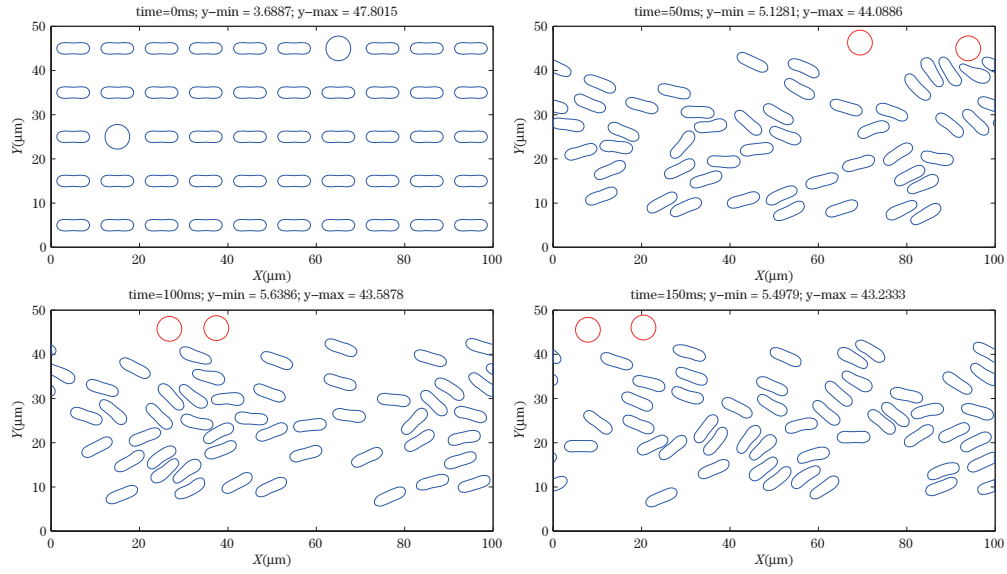 time=0ms; y−min = 3.6887; y−max = 47.8015
50
40
30
20
10
0
Y(μm)
0 20 40 60 80 100
X(μm)
time=50ms; y−min = 5.1281; y−max = 44.0886
50
40
30
20
10
0
Y(μm)
0 20 40 60 80 100
X(μm)
time=100ms; y−min = 5.6386; y−max = 43.5878
50
40
30
20
10
0
Y(μm)
0 20 40 60 80 100
X(μm)
time=150ms; y−min = 5.4979; y−max = 43.2333
50
40
30
20
10
0
Y(μm)
0 20 40 60 80 100
X(μm)